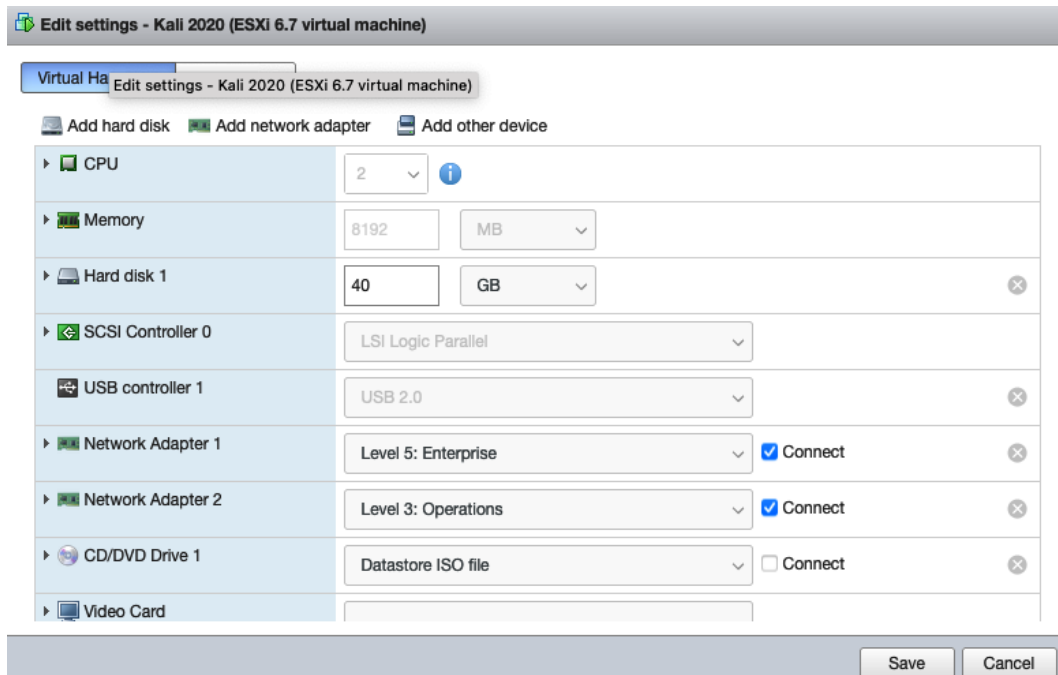 Edit settings - Kali 2020 (ESXi 6.7 virtual machine)
Virtual Ha
Edit settings - Kali 2020 (ESXi 6.7 virtual machine)
Add hard disk Add network adapter Add other device
CPU 2
Memory 8192 MB
Hard disk 1 40 GB
SCSI Controller 0 LSI Logic Parallel
USB controller 1 USB 2.0
Network Adapter 1 Level 5: Enterprise Connect
Network Adapter 2 Level 3: Operations Connect
CD/DVD Drive 1 Datastore ISO file Connect
Video Card
Save Cancel